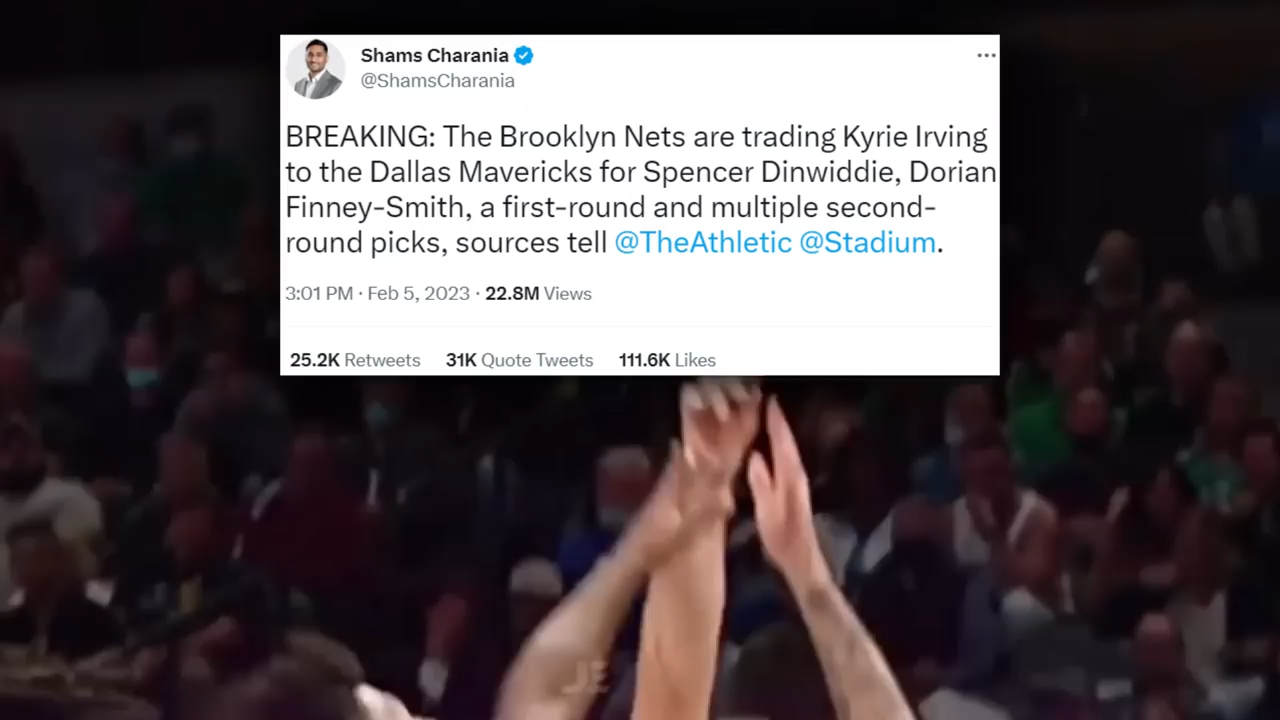 Shams Charania
@ShamsCharania
BREAKING: The Brooklyn Nets are trading Kyrie Irving
to the Dallas Mavericks for Spencer Dinwiddie, Dorian
Finney-Smith, a first-round and multiple second-
round picks, sources tell @TheAthletic @Stadium.
3:01 PM · Feb 5, 2023 · 22.8M Views
25.2K Retweets 31K Quote Tweets 111.6K Likes
JE